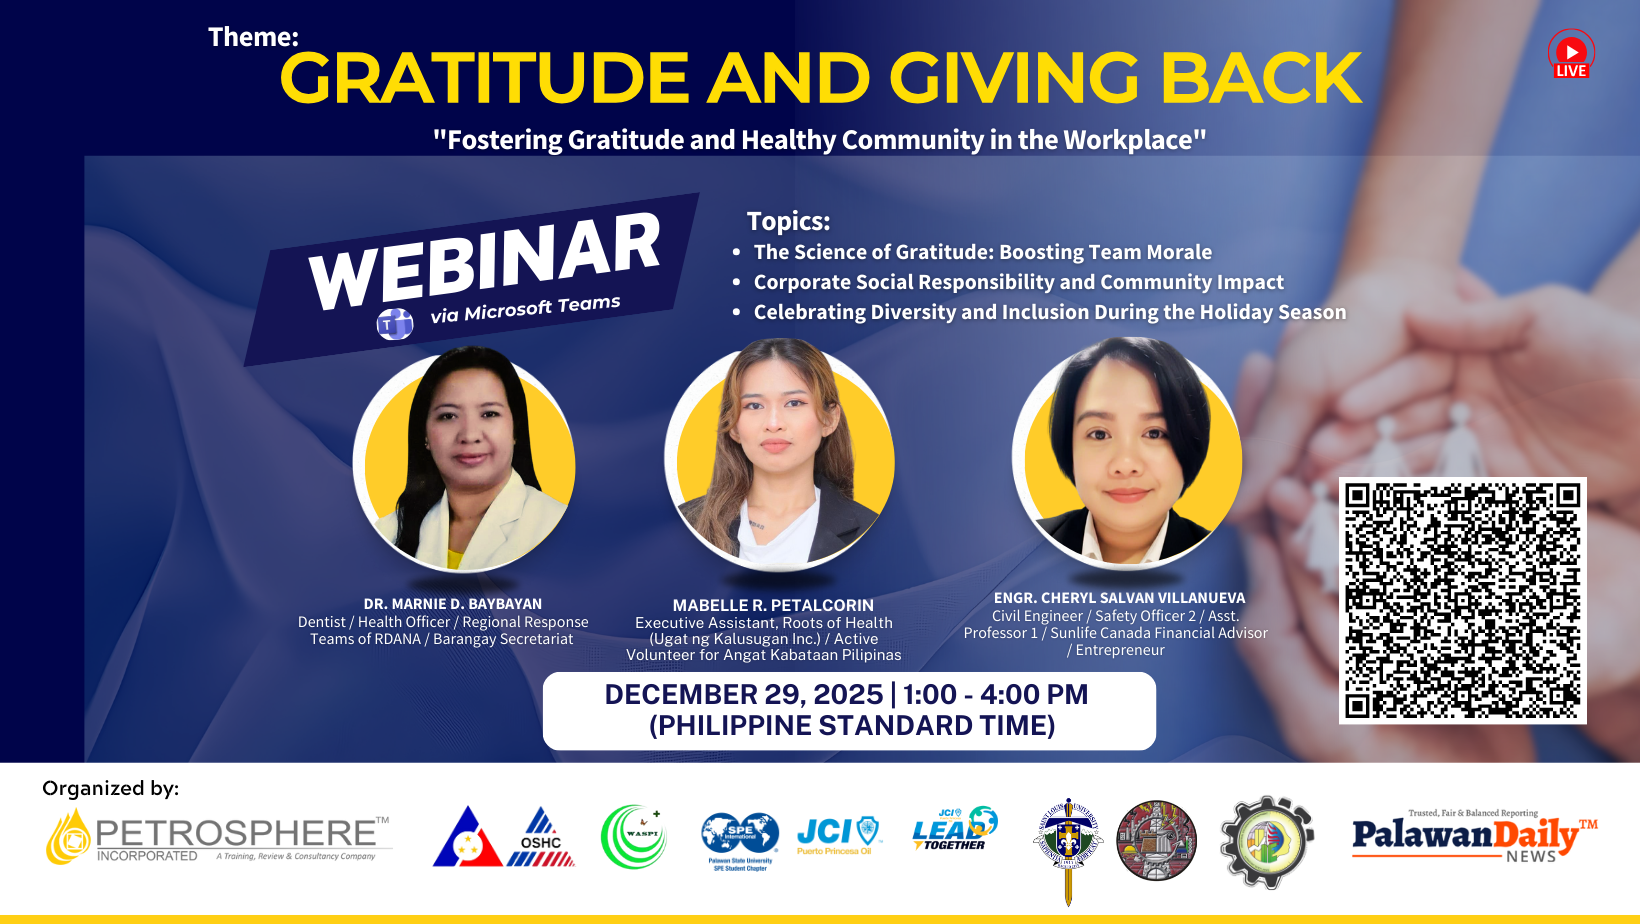 Theme:
GRATITUDE AND GIVING BACK
"Fostering Gratitude and Healthy Community in the Workplace"
LIVE
WEBINAR
T
via Microsoft Teams
Topics:
• The Science of Gratitude: Boosting Team Morale
• Corporate Social Responsibility and Community Impact
• Celebrating Diversity and Inclusion During the Holiday Season
DR. MARNIE D. BAYBAYAN
Dentist / Health Officer / Regional Response
Teams of RDANA / Barangay Secretariat
MABELLE R. PETALCORIN
Executive Assistant, Roots of Health
(Ugat ng Kalusugan Inc.) / Active
Volunteer for Angat Kabataan Pilipinas
ENGR. CHERYL SALVAN VILLANUEVA
Civil Engineer / Safety Officer 2 / Asst.
Professor 1 / Sunlife Canada Financial Advisor
/ Entrepreneur
DECEMBER 29, 2025 | 1:00 - 4:00 PM
(PHILIPPINE STANDARD TIME)
Organized by:
PETROSPHERE™
INCORPORATED
A Training, Review & Consultancy Company
OSHC
WASPI
SPE
International
Palawan State University
SPE Student Chapter
JCI
Puerto Princesa Oil
JCI
LEAD
TOGETHER
SAINT LOUIS UNIVERSITY
Trusted, Fair & Balanced Reporting
PalawanDaily™
NEWS